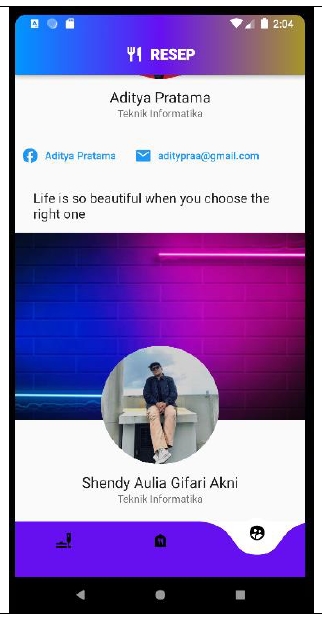 2:04
RESEP
Aditya Pratama
Teknik Informatika
Aditya Pratama
aditypraa@gmail.com
Life is so beautiful when you choose the
right one
Shendy Aulia Gifari Akni
Teknik Informatika